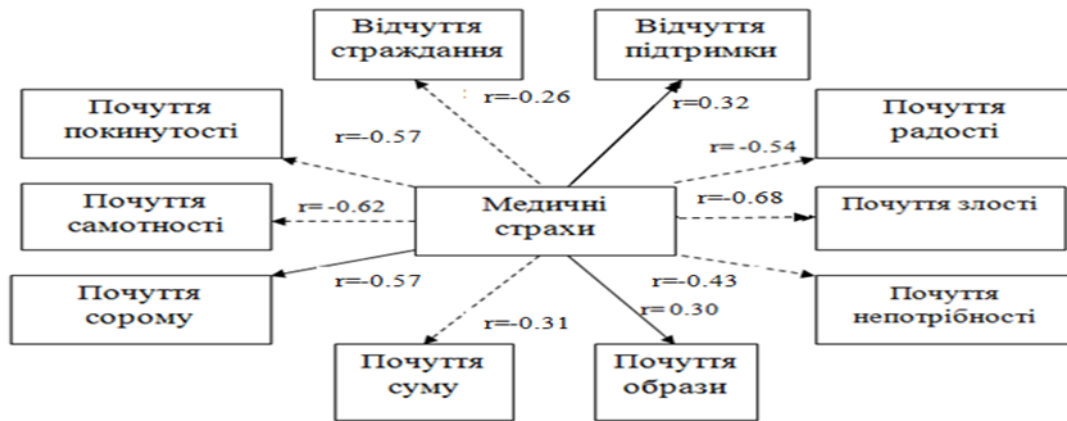 Відчуття
страждання
Відчуття
підтримки
r=-0.26
r=0.32
Почуття
покинутості
r=-0.57
Почуття
радості
r= -0.54
Почуття
самотності
r= -0.62
Медичні
страхи
r=-0.68
Почуття злості
Почуття
сорому
r=-0.57
r=-0.43
Почуття
непотрібності
r=-0.31
r= 0.30
Почуття
суму
Почуття
образи